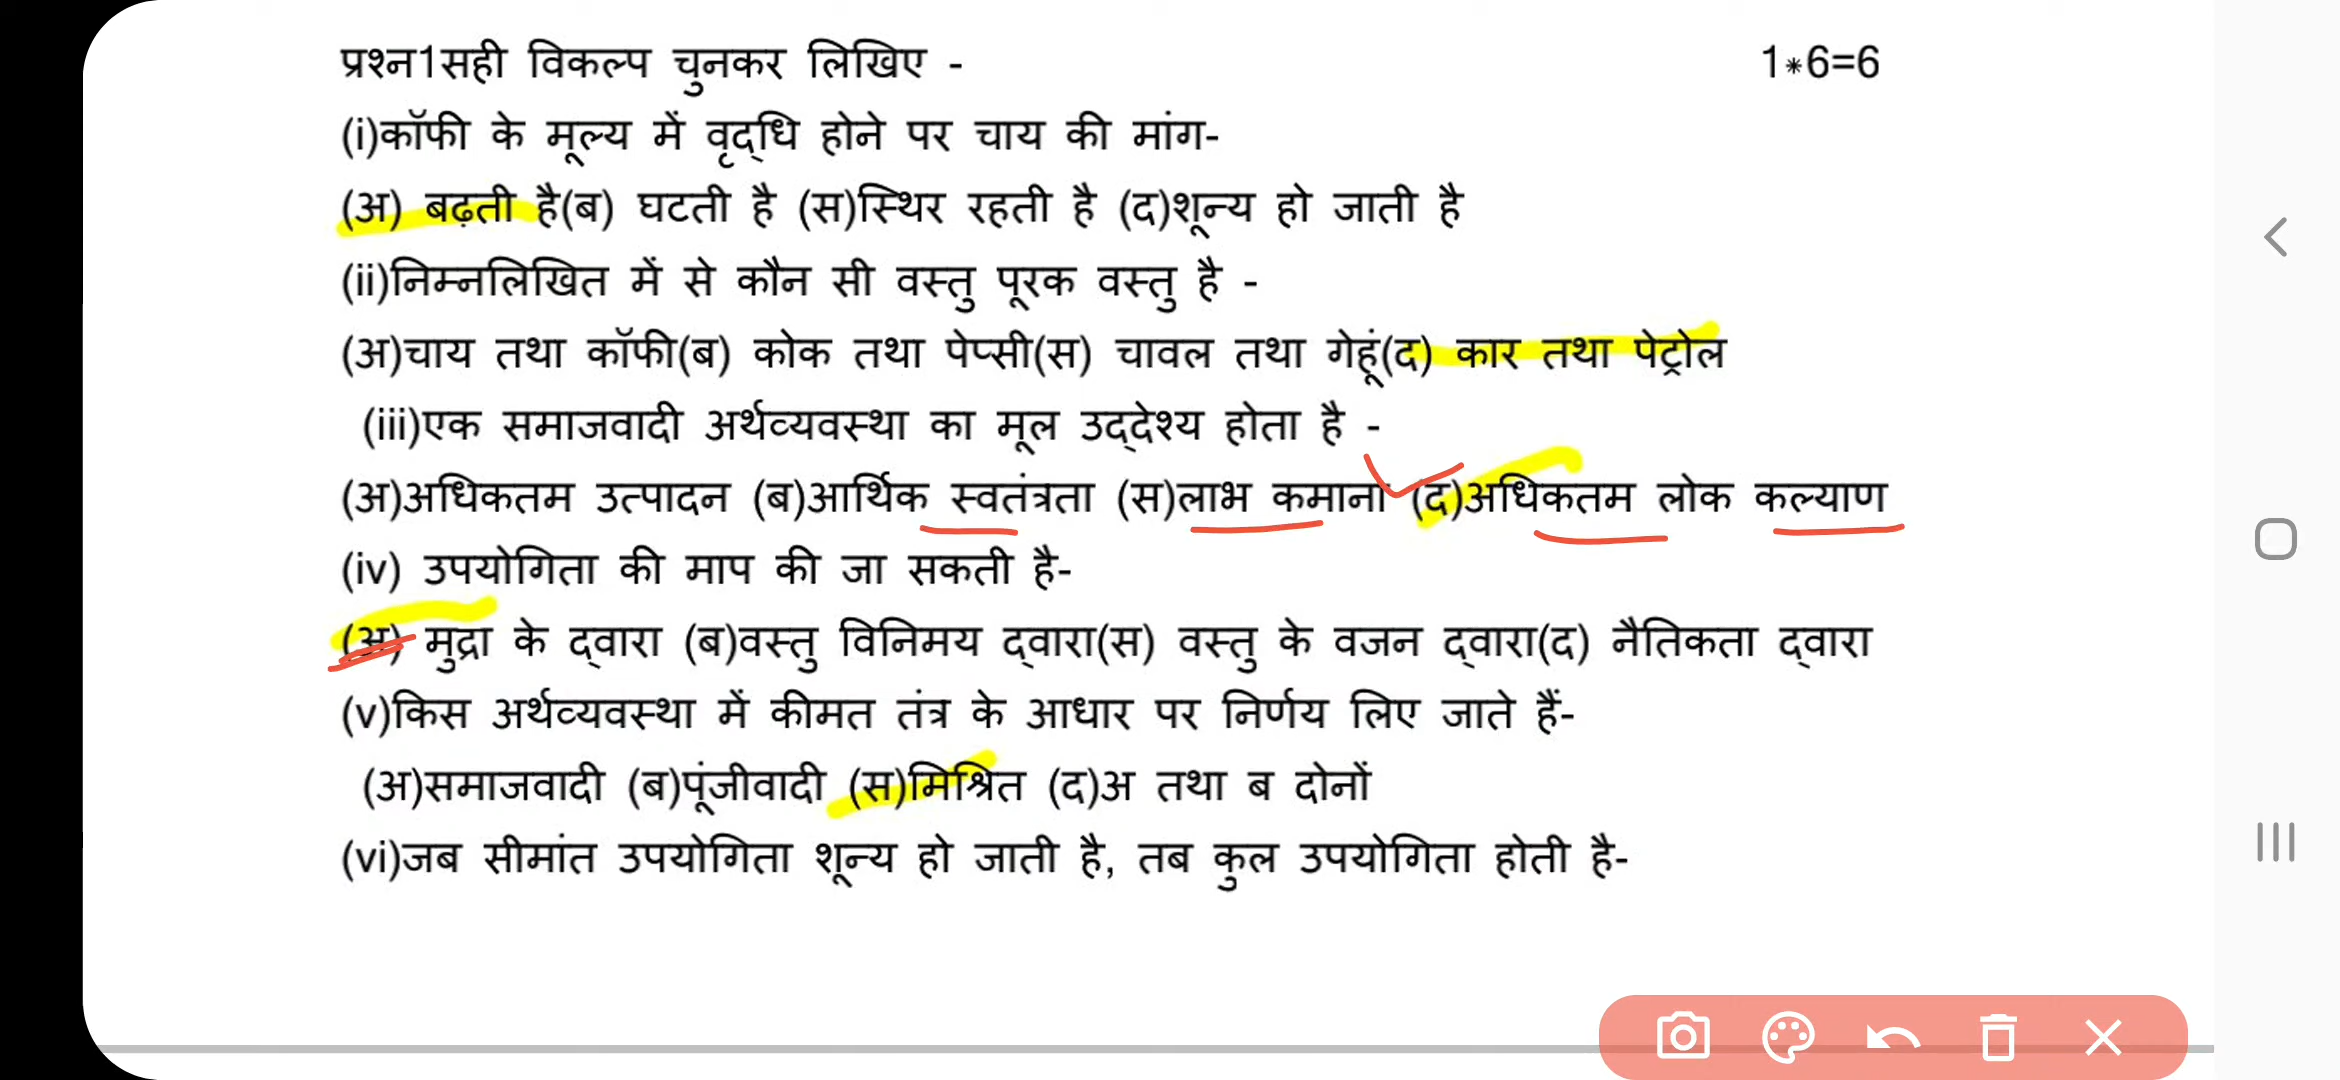 प्रश्न1सही विकल्प चुनकर लिखिए - 1*6=6
(i)कॉफी के मूल्य में वृद्धि होने पर चाय की मांग-
(अ) बढ़ती है(ब) घटती है (स)स्थिर रहती है (द)शून्य हो जाती है
(ii)निम्नलिखित में से कौन सी वस्तु पूरक वस्तु है -
(अ)चाय तथा कॉफी(ब) कोक तथा पेप्सी(स) चावल तथा गेहूं(द) कार तथा पेट्रोल
(iii)एक समाजवादी अर्थव्यवस्था का मूल उद्देश्य होता है -
(अ)अधिकतम उत्पादन (ब)आर्थिक स्वतंत्रता (स)लाभ कमाना (द)अधिकतम लोक कल्याण
(iv) उपयोगिता की माप की जा सकती है-
(अ) मुद्रा के द्वारा (ब)वस्तु विनिमय द्वारा(स) वस्तु के वजन द्वारा(द) नैतिकता द्वारा
(v)किस अर्थव्यवस्था में कीमत तंत्र के आधार पर निर्णय लिए जाते हैं-
(अ)समाजवादी (ब)पूंजीवादी (स)मिश्रित (द)अ तथा ब दोनों
(vi)जब सीमांत उपयोगिता शून्य हो जाती है, तब कुल उपयोगिता होती है-